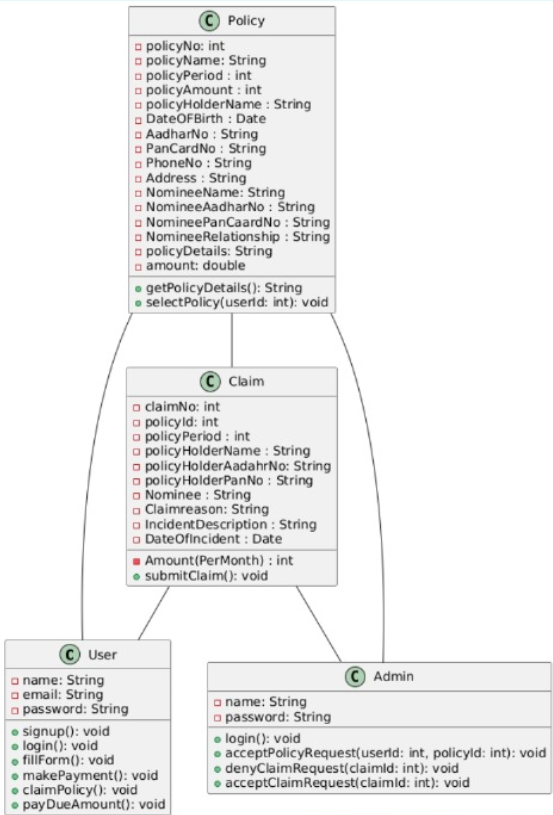 C Policy
policyNo: int
policyName: String
policyPeriod : int
policyAmount : int
policyHolderName : String
DateOFBirth : Date
AadharNo : String
PanCardNo : String
PhoneNo : String
Address : String
NomineeName: String
NomineeAadharNo : String
NomineePanCaardNo : String
NomineeRelationship : String
policyDetails: String
amount: double
getPolicyDetails(): String
selectPolicy(userId: int): void
C Claim
claimNo: int
policyId: int
policyPeriod : int
policyHolderName : String
policyHolderAadahrNo: String
policyHolderPanNo : String
Nominee : String
Claimreason: String
IncidentDescription : String
DateOfIncident : Date
Amount(PerMonth) : int
submitClaim(): void
C User
name: String
email: String
password: String
signup(): void
login(): void
fillForm(): void
makePayment(): void
claimPolicy(): void
payDueAmount(): void
C Admin
name: String
password: String
login(): void
acceptPolicyRequest(userId: int, policyId: int): void
denyClaimRequest(claimId: int): void
acceptClaimRequest(claimId: int): void